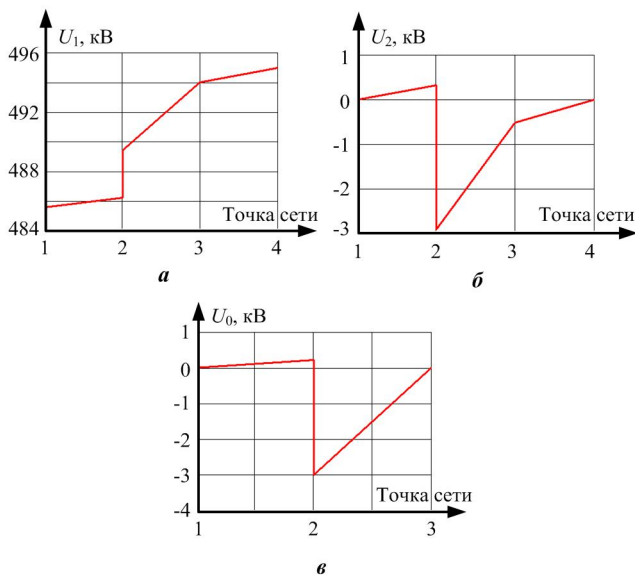 U₁, кВ
496
492
488
484
Точка сети
1 2 3 4
а
U₂, кВ
1
0
-1
-2
-3
Точка сети
1 2 3 4
б
U₀, кВ
1
0
-1
-2
-3
-4
Точка сети
1 2 3
в